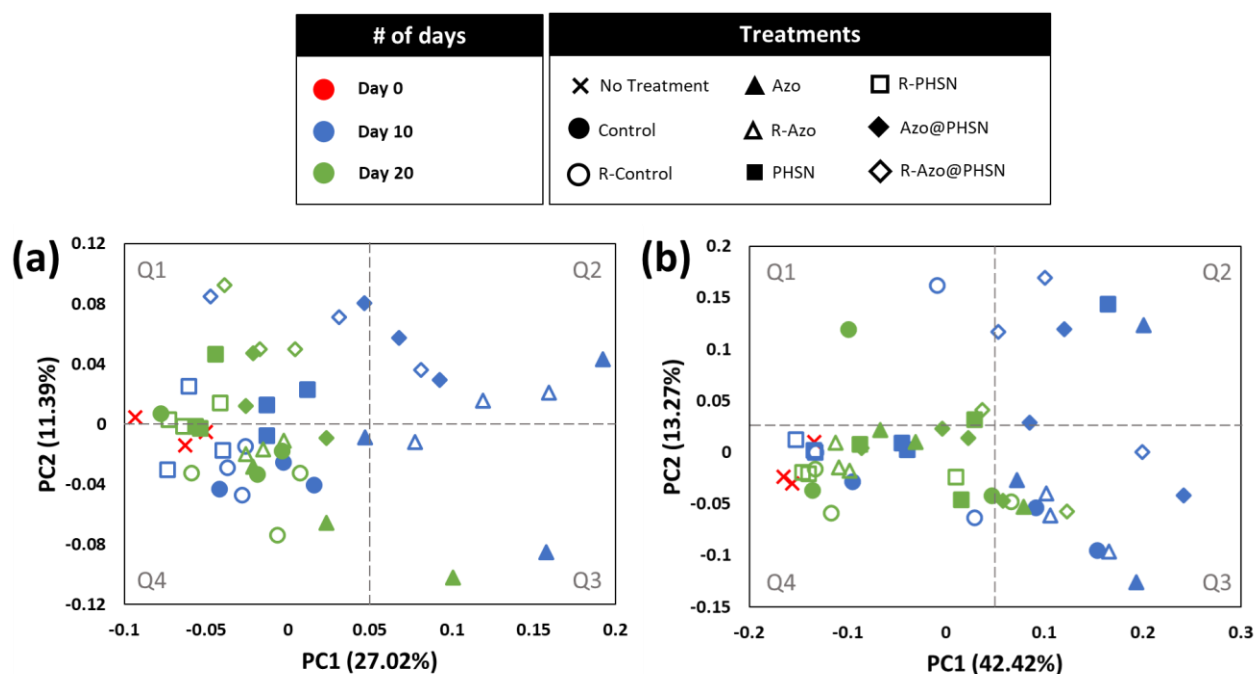 # of days
Treatments
Day 0
Day 10
Day 20
No Treatment
Azo
R-PHSN
Control
R-Azo
Azo@PHSN
R-Control
PHSN
R-Azo@PHSN
(a)
PC2 (11.39%)
0.12
0.08
0.04
0
-0.04
-0.08
-0.12
Q1
Q2
Q4
Q3
-0.1
-0.05
0
0.05
0.1
0.15
0.2
PC1 (27.02%)
(b)
PC2 (13.27%)
0.2
0.15
0.1
0.05
0
-0.05
-0.1
-0.15
Q1
Q2
Q4
Q3
-0.2
-0.1
0
0.1
0.2
0.3
PC1 (42.42%)